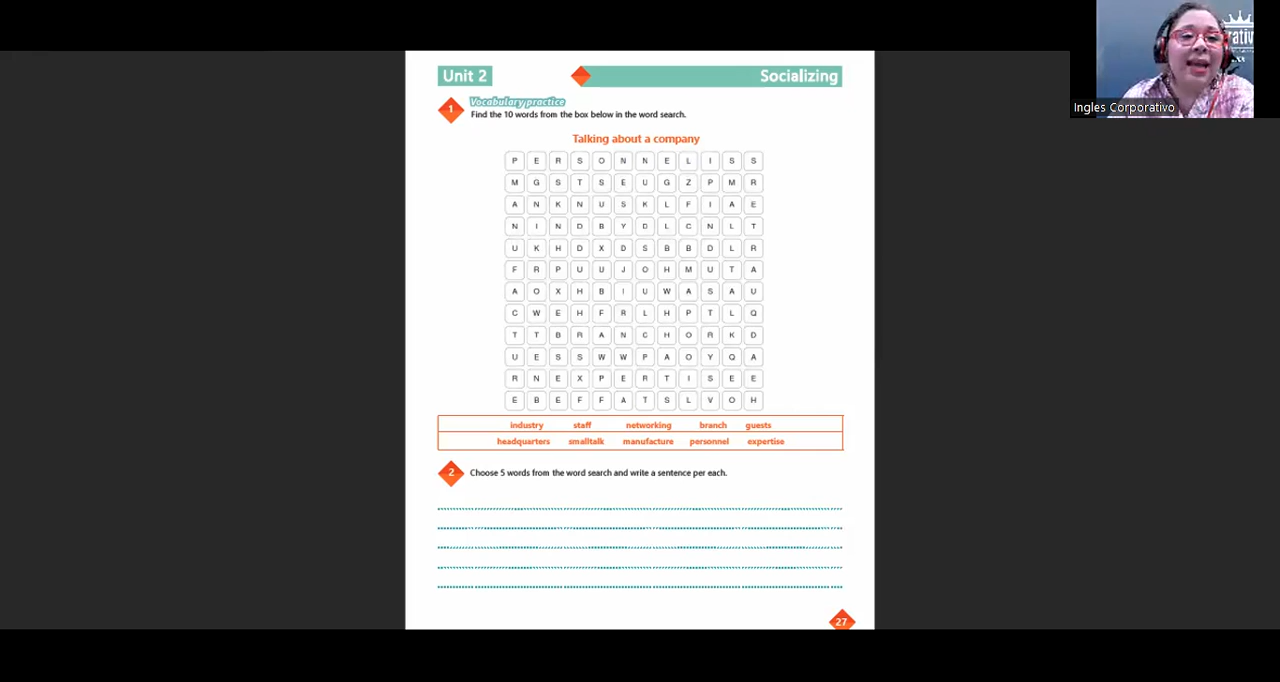 Unit 2
Socializing
1
Vocabulary practice
Find the 10 words from the box below in the word search.
Talking about a company
P E R S O N N E L I S S
M G S T S E U G Z P M R
A N K N U S K L F I A E
N I N D B Y D L C N L T
U K H D X D S B B D L R
F R P U U J O H M U T A
A O X H B I U W A S A U
C W E H F R L H P T L Q
T T B R A N C H O R K D
U E S S W W P A O Y Q A
R N E X P E R T I S E E
E B E F F A T S L V O H
industry staff networking branch guests
headquarters smalltalk manufacture personnel expertise
2
Choose 5 words from the word search and write a sentence per each.
27
Ingles Corporativo